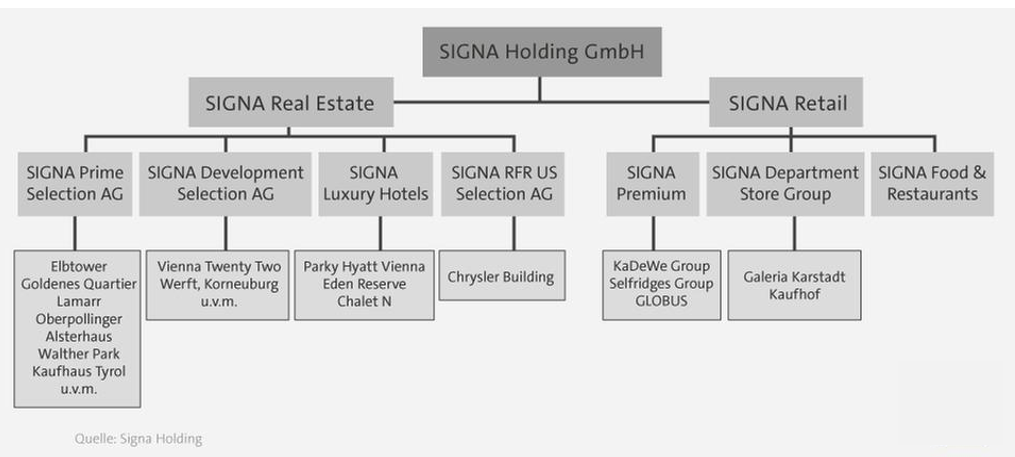 SIGNA Holding GmbH
SIGNA Real Estate
SIGNA Retail
SIGNA Prime
Selection AG
SIGNA Development
Selection AG
SIGNA
Luxury Hotels
SIGNA RFR US
Selection AG
SIGNA
Premium
SIGNA Department
Store Group
SIGNA Food &
Restaurants
Elbtower
Goldenes Quartier
Lamarr
Oberpollinger
Alsterhaus
Walther Park
Kaufhaus Tyrol
u.v.m.
Vienna Twenty Two
Werft, Korneuburg
u.v.m.
Parky Hyatt Vienna
Eden Reserve
Chalet N
Chrysler Building
KaDeWe Group
Selfridges Group
GLOBUS
Galeria Karstadt
Kaufhof
Quelle: Signa Holding